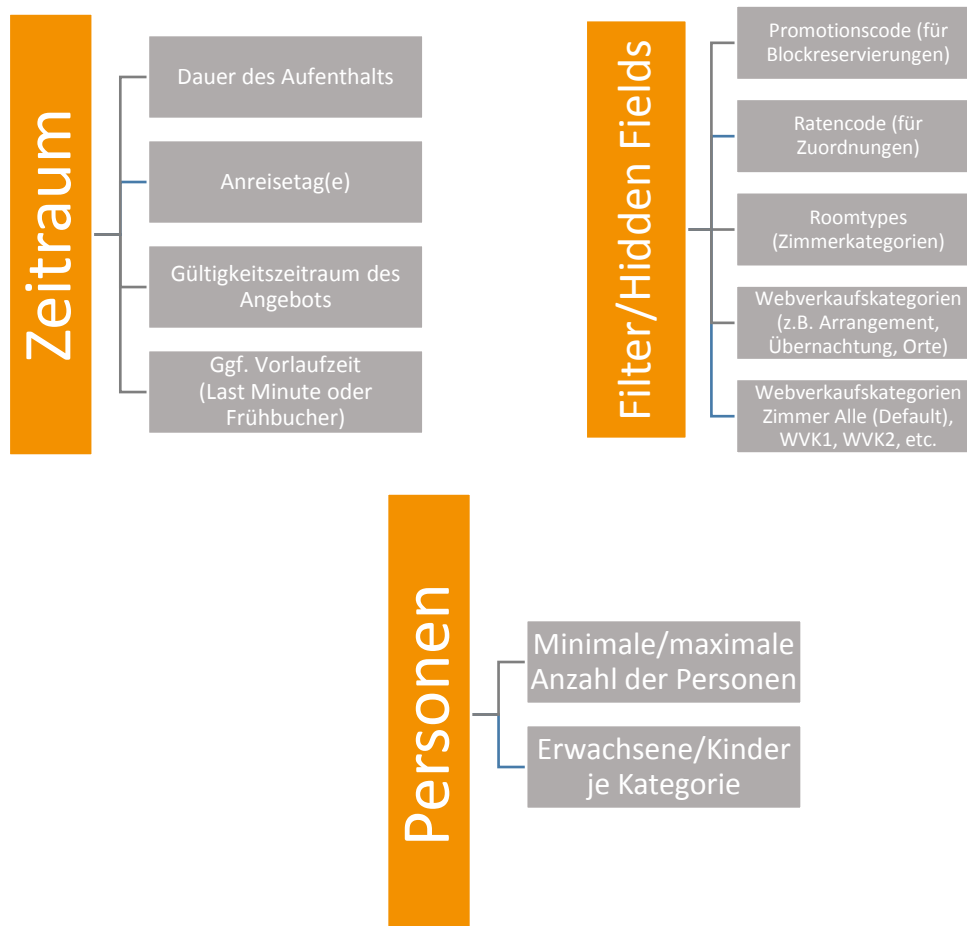 Zeitraum
Dauer des Aufenthalts
Anreisetag(e)
Gültigkeitszeitraum des
Angebots
Ggf. Vorlaufzeit
(Last Minute oder
Frühbucher)
Filter/Hidden Fields
Promotionscode (für
Blockreservierungen)
Ratencode (für
Zuordnungen)
Roomtypes
(Zimmerkategorien)
Webverkaufskategorien
(z.B. Arrangement,
Übernachtung, Orte)
Webverkaufskategorien
Zimmer Alle (Default),
WVK1, WVK2, etc.
Personen
Minimale/maximale
Anzahl der Personen
Erwachsene/Kinder
je Kategorie